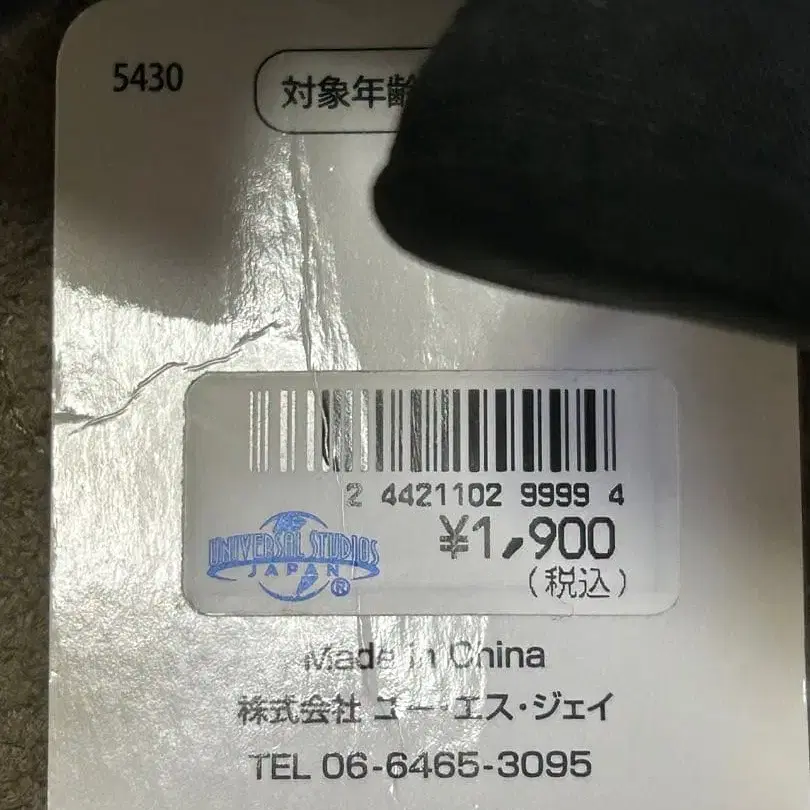 5430
対象年齢
2 4421102 9999 4
¥1,900
UNIVERSAL STUDIOS
JAPAN®
(税込)
Made in China
株式会社 ユー・エス・ジェイ
TEL 06-6465-3095